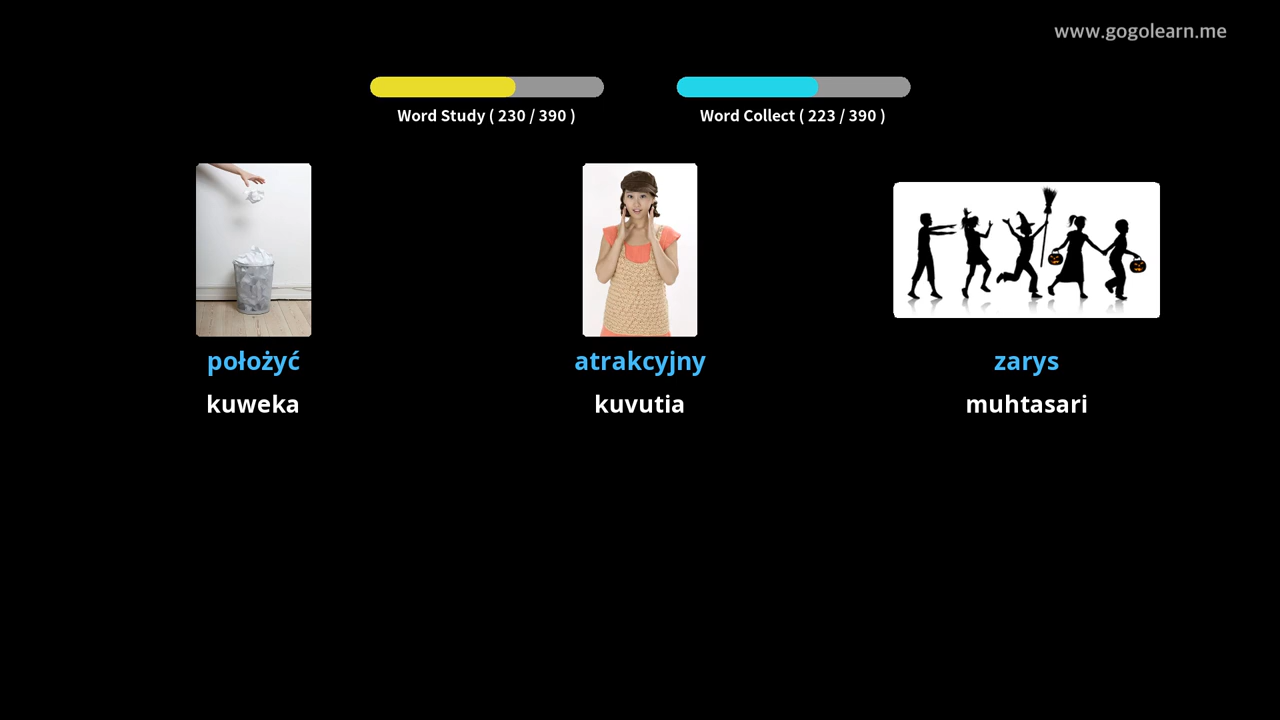 www.gogolearn.me
Word Study ( 230 / 390 )
Word Collect ( 223 / 390 )
położyć
atrakcyjny
zarys
kuweka
kuvutia
muhtasari